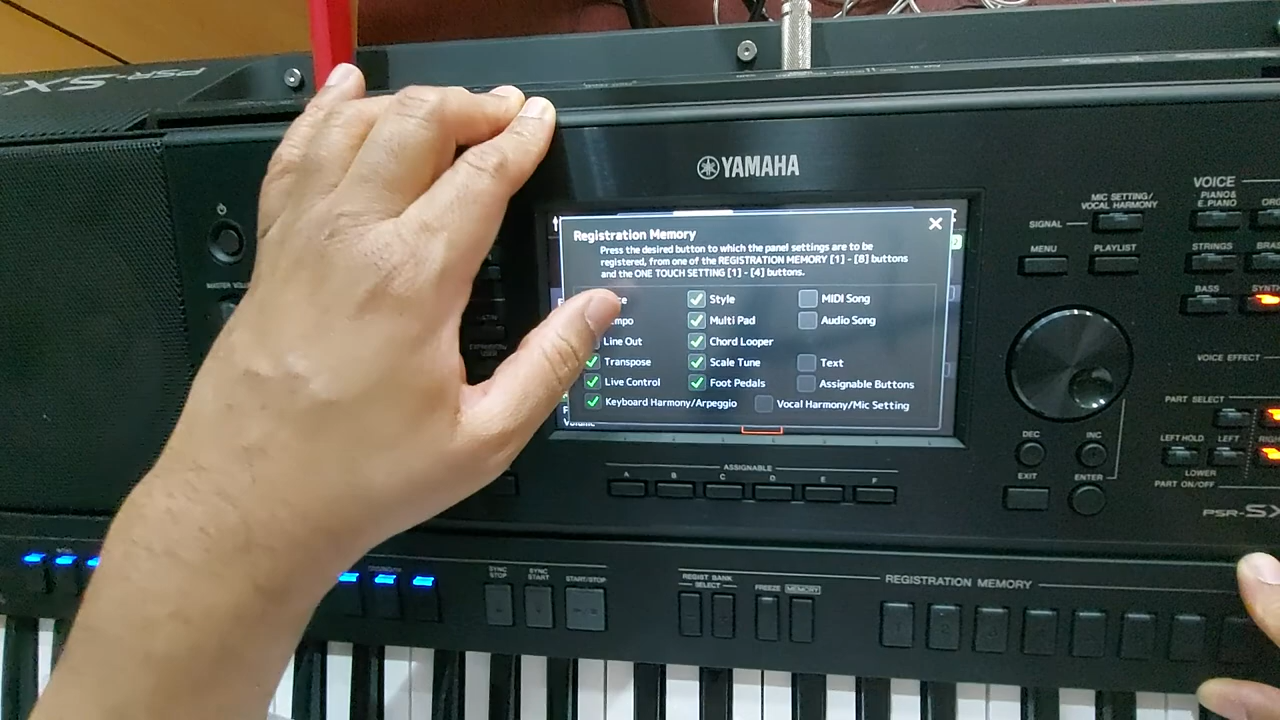 PSR-SX
YAMAHA
Registration Memory
Press the desired button to which the panel settings are to be
registered, from one of the REGISTRATION MEMORY [1] - [8] buttons
and the ONE TOUCH SETTING [1] - [4] buttons.
Style
MIDI Song
Multi Pad
Audio Song
Line Out
Chord Looper
Transpose
Scale Tune
Text
Live Control
Foot Pedals
Assignable Buttons
Keyboard Harmony/Arpeggio
Vocal Harmony/Mic Setting
VOICE
MIC SETTING/
VOCAL HARMONY
PIANO&
E.PIANO
SIGNAL
MENU
PLAYLIST
STRINGS
BASS
VOICE EFFECT
PART SELECT
LEFT HOLD
LEFT
LOWER
PART ON/OFF
DEC
INC
EXIT
ENTER
PSR-SX
ASSIGNABLE
A B C D E F
SYNC
STOP
SYNC
START
START/STOP
REGIST BANK
SELECT
FREEZE
MEMORY
REGISTRATION MEMORY